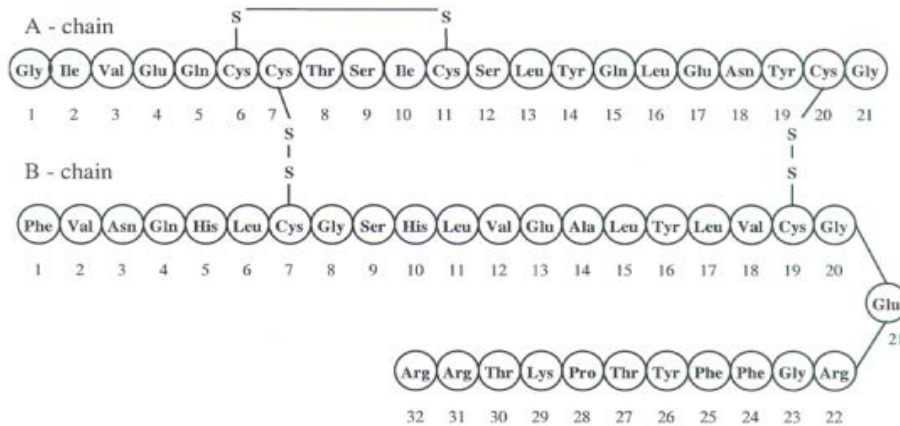 S S
A - chain
Gly Ile Val Glu Gln Cys Cys Thr Ser Ile Cys Ser Leu Tyr Gln Leu Glu Asn Tyr Cys Gly
1 2 3 4 5 6 7 8 9 10 11 12 13 14 15 16 17 18 19 20 21
S S
S S
B - chain
Phe Val Asn Gln His Leu Cys Gly Ser His Leu Val Glu Ala Leu Tyr Leu Val Cys Gly
1 2 3 4 5 6 7 8 9 10 11 12 13 14 15 16 17 18 19 20
Glu
21
Arg Arg Thr Lys Pro Thr Tyr Phe Phe Gly Arg
32 31 30 29 28 27 26 25 24 23 22